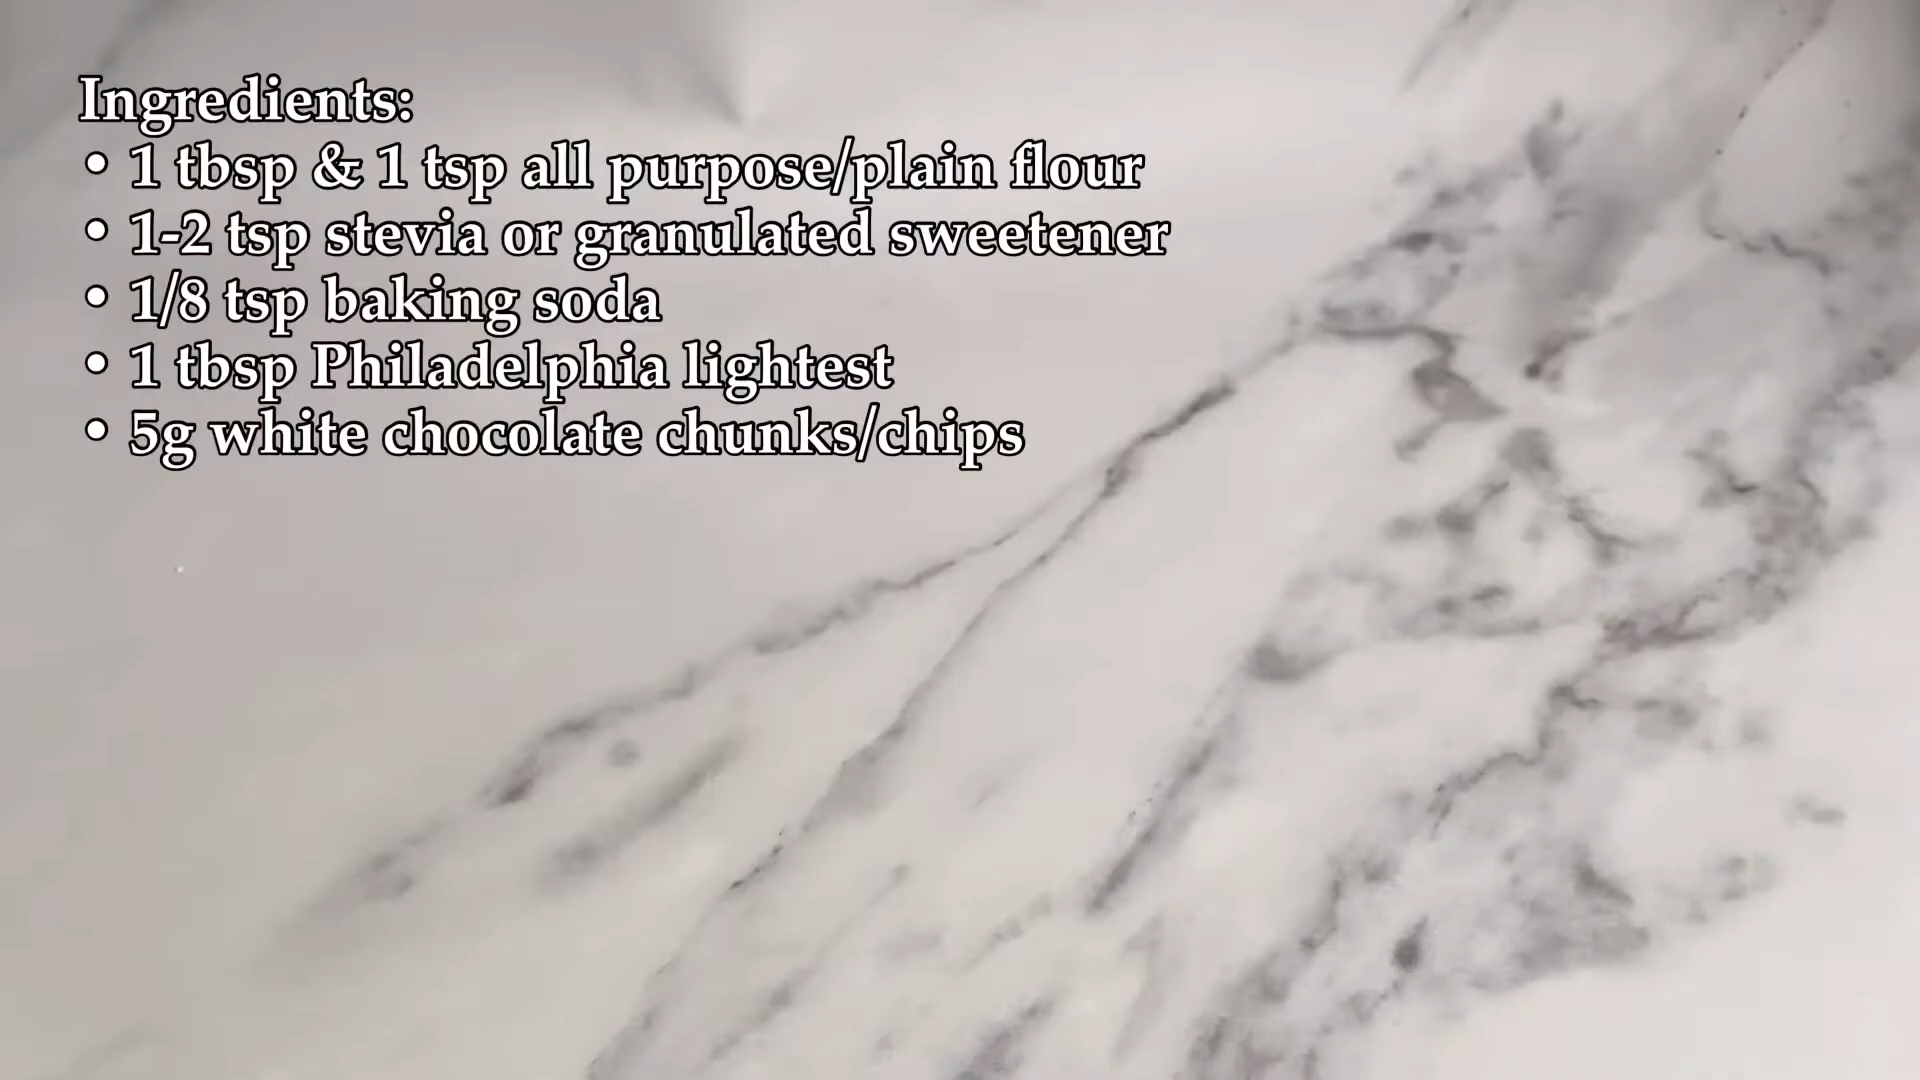 Ingredients:
• 1 tbsp & 1 tsp all purpose/plain flour
• 1-2 tsp stevia or granulated sweetener
• 1/8 tsp baking soda
• 1 tbsp Philadelphia lightest
• 5g white chocolate chunks/chips